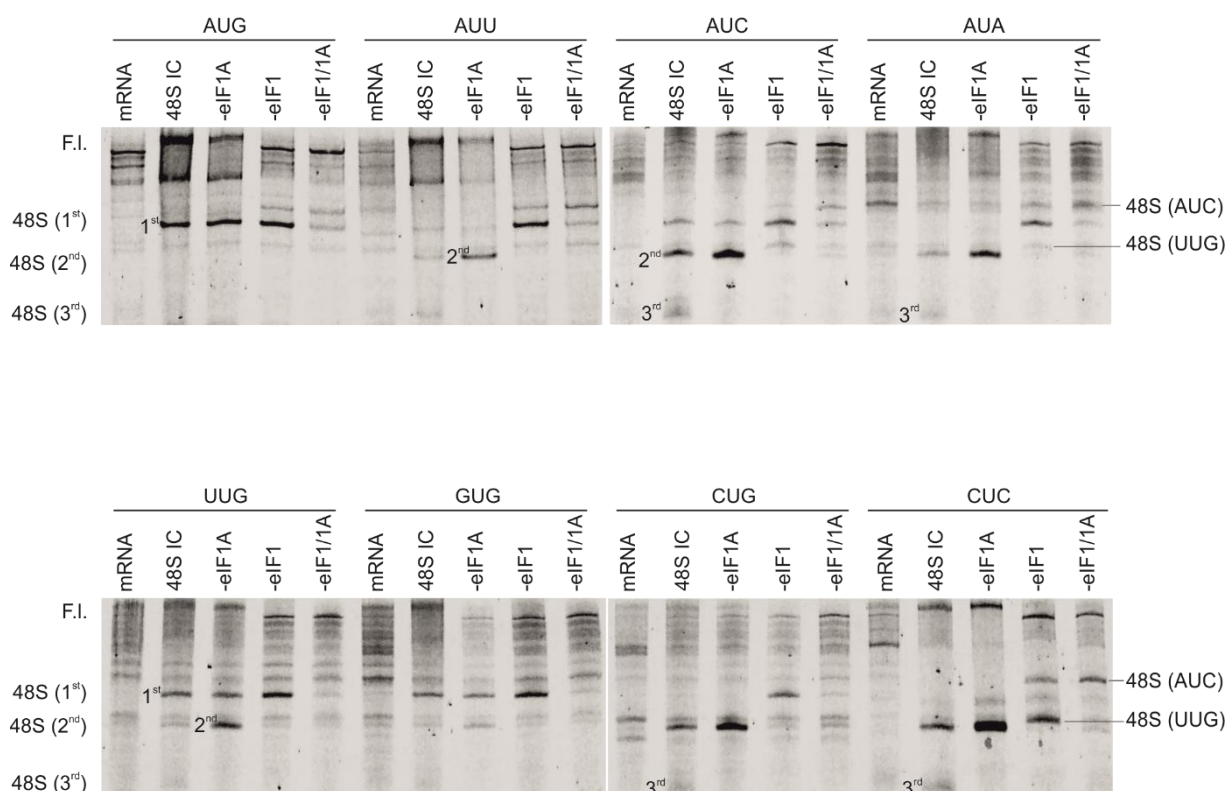 AUG AUU AUC AUA
mRNA 48S IC -eIF1A -eIF1 -eIF1/1A mRNA 48S IC -eIF1A -eIF1 -eIF1/1A mRNA 48S IC -eIF1A -eIF1 -eIF1/1A mRNA 48S IC -eIF1A -eIF1 -eIF1/1A
F.I.
48S (AUC)
48S (1st) 1st
48S (UUG)
48S (2nd) 2nd 2nd
48S (3rd) 3rd 3rd
UUG GUG CUG CUC
mRNA 48S IC -eIF1A -eIF1 -eIF1/1A mRNA 48S IC -eIF1A -eIF1 -eIF1/1A mRNA 48S IC -eIF1A -eIF1 -eIF1/1A mRNA 48S IC -eIF1A -eIF1 -eIF1/1A
F.I.
48S (AUC)
48S (1st) 1st
48S (2nd) 2nd 48S (UUG)
48S (3rd) 3rd 3rd